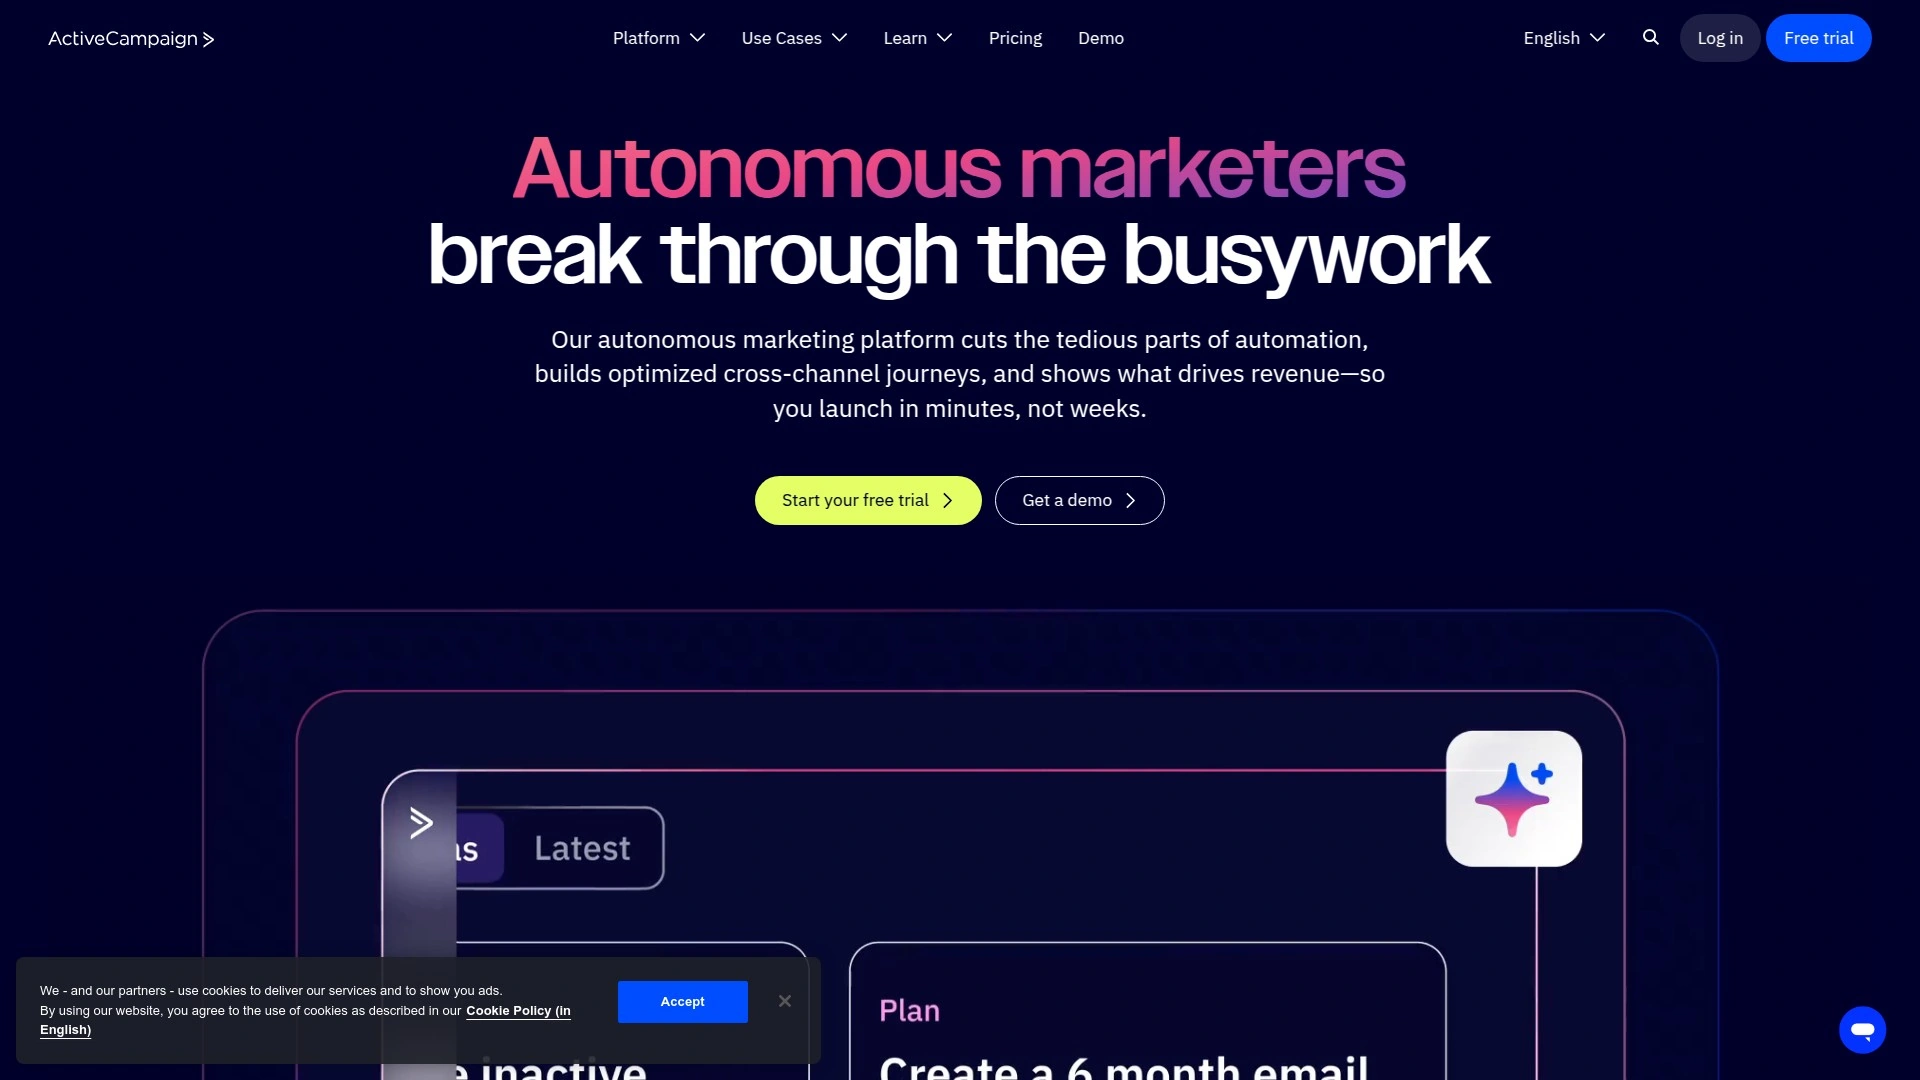 ActiveCampaign
Platform
Use Cases
Learn
Pricing
Demo
English
Log in
Free trial
Autonomous marketers
break through the busywork
Our autonomous marketing platform cuts the tedious parts of automation,
builds optimized cross-channel journeys, and shows what drives revenue—so
you launch in minutes, not weeks.
Start your free trial
Get a demo
Latest
Plan
inactive
Create a 6 month email
We - and our partners - use cookies to deliver our services and to show you ads.
By using our website, you agree to the use of cookies as described in our Cookie Policy (in
English)
Accept